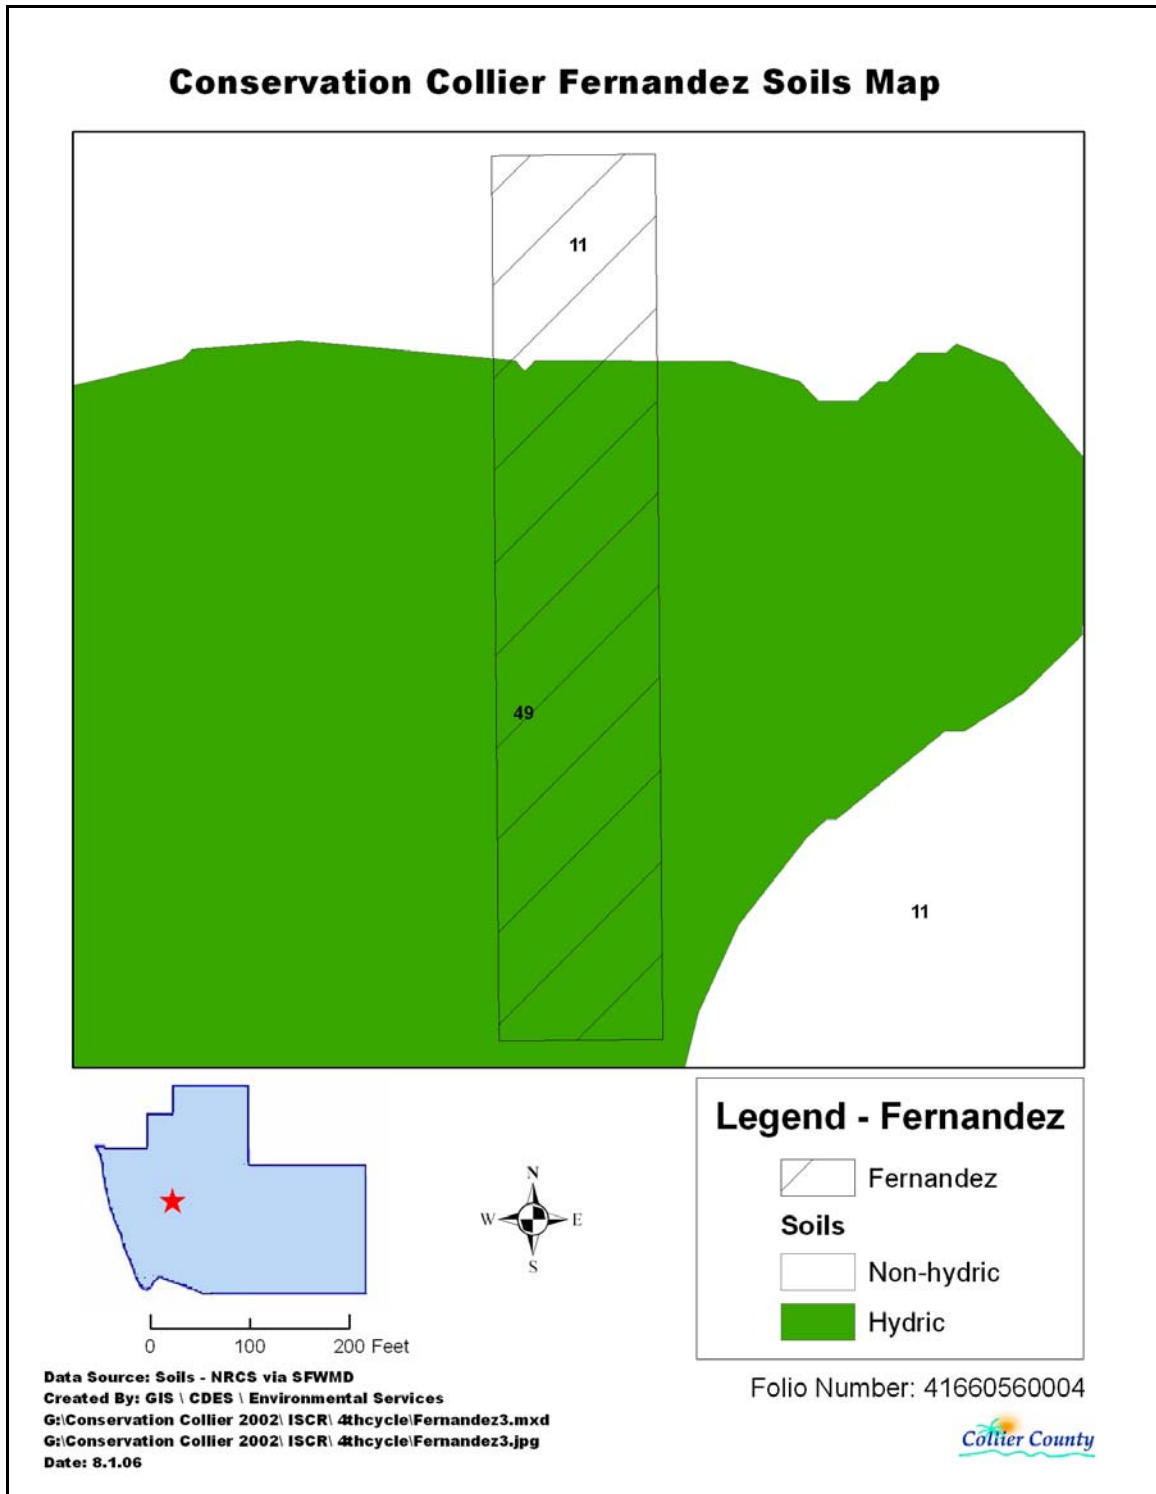 Conservation Collier Fernandez Soils Map
11
49
11
Legend - Fernandez
Fernandez
Soils
Non-hydric
Hydric
N
W E
S
0 100 200 Feet
Data Source: Soils - NRCS via SFWMD
Created By: GIS \ CDES \ Environmental Services
G:\Conservation Collier 2002\ ISCR\ 4thcycle\Fernandez3.mxd
G:\Conservation Collier 2002\ ISCR\ 4thcycle\Fernandez3.jpg
Date: 8.1.06
Folio Number: 41660560004
Collier County